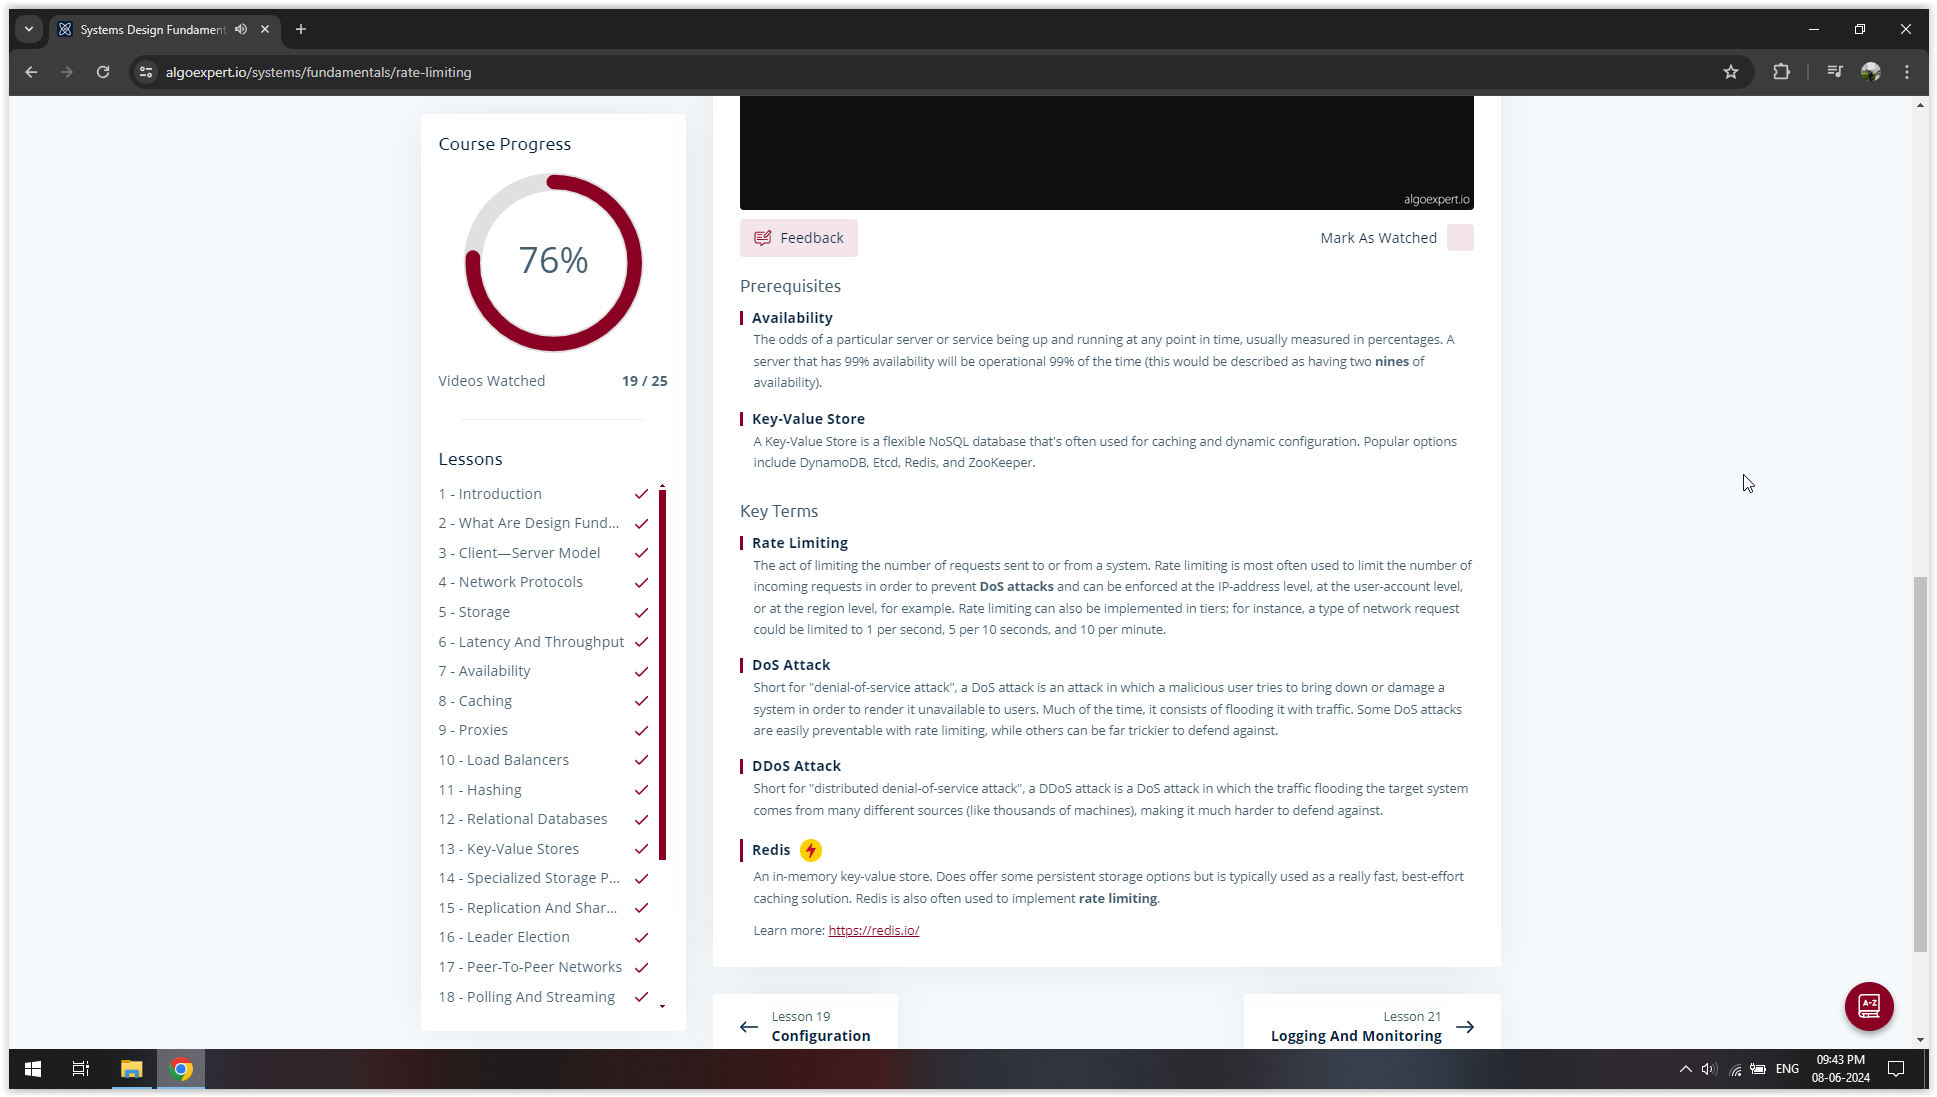 Systems Design Fundament
algoexpert.io/systems/fundamentals/rate-limiting
Course Progress
76%
Videos Watched 19 / 25
Lessons
1 - Introduction
2 - What Are Design Fund...
3 - Client—Server Model
4 - Network Protocols
5 - Storage
6 - Latency And Throughput
7 - Availability
8 - Caching
9 - Proxies
10 - Load Balancers
11 - Hashing
12 - Relational Databases
13 - Key-Value Stores
14 - Specialized Storage P...
15 - Replication And Shar...
16 - Leader Election
17 - Peer-To-Peer Networks
18 - Polling And Streaming
algoexpert.io
Feedback
Mark As Watched
Prerequisites
Availability
The odds of a particular server or service being up and running at any point in time, usually measured in percentages. A
server that has 99% availability will be operational 99% of the time (this would be described as having two nines of
availability).
Key-Value Store
A Key-Value Store is a flexible NoSQL database that's often used for caching and dynamic configuration. Popular options
include DynamoDB, Etcd, Redis, and ZooKeeper.
Key Terms
Rate Limiting
The act of limiting the number of requests sent to or from a system. Rate limiting is most often used to limit the number of
incoming requests in order to prevent DoS attacks and can be enforced at the IP-address level, at the user-account level,
or at the region level, for example. Rate limiting can also be implemented in tiers; for instance, a type of network request
could be limited to 1 per second, 5 per 10 seconds, and 10 per minute.
DoS Attack
Short for "denial-of-service attack", a DoS attack is an attack in which a malicious user tries to bring down or damage a
system in order to render it unavailable to users. Much of the time, it consists of flooding it with traffic. Some DoS attacks
are easily preventable with rate limiting, while others can be far trickier to defend against.
DDoS Attack
Short for "distributed denial-of-service attack", a DDoS attack is a DoS attack in which the traffic flooding the target system
comes from many different sources (like thousands of machines), making it much harder to defend against.
Redis
An in-memory key-value store. Does offer some persistent storage options but is typically used as a really fast, best-effort
caching solution. Redis is also often used to implement rate limiting.
Learn more: https://redis.io/
Lesson 19
Configuration
Lesson 21
Logging And Monitoring
A-Z
ENG
09:43 PM
08-06-2024